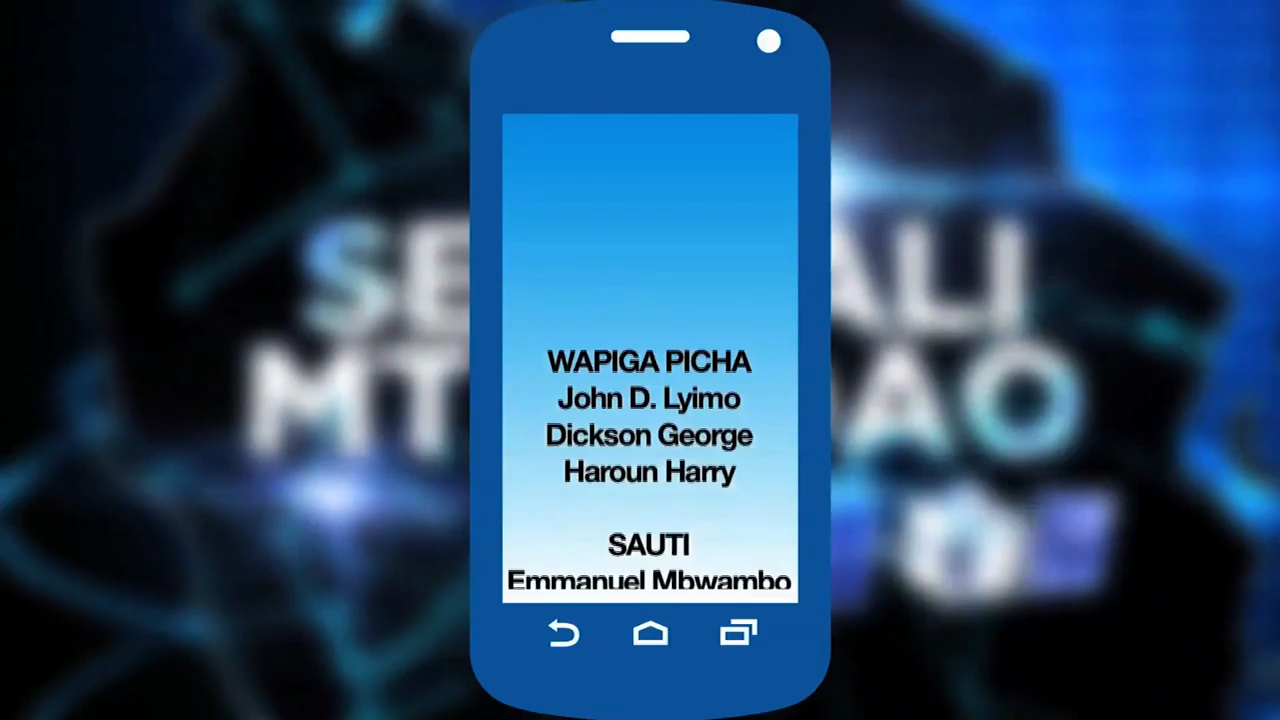 WAPIGA PICHA
John D. Lyimo
Dickson George
Haroun Harry
SAUTI
Emmanuel Mbwambo